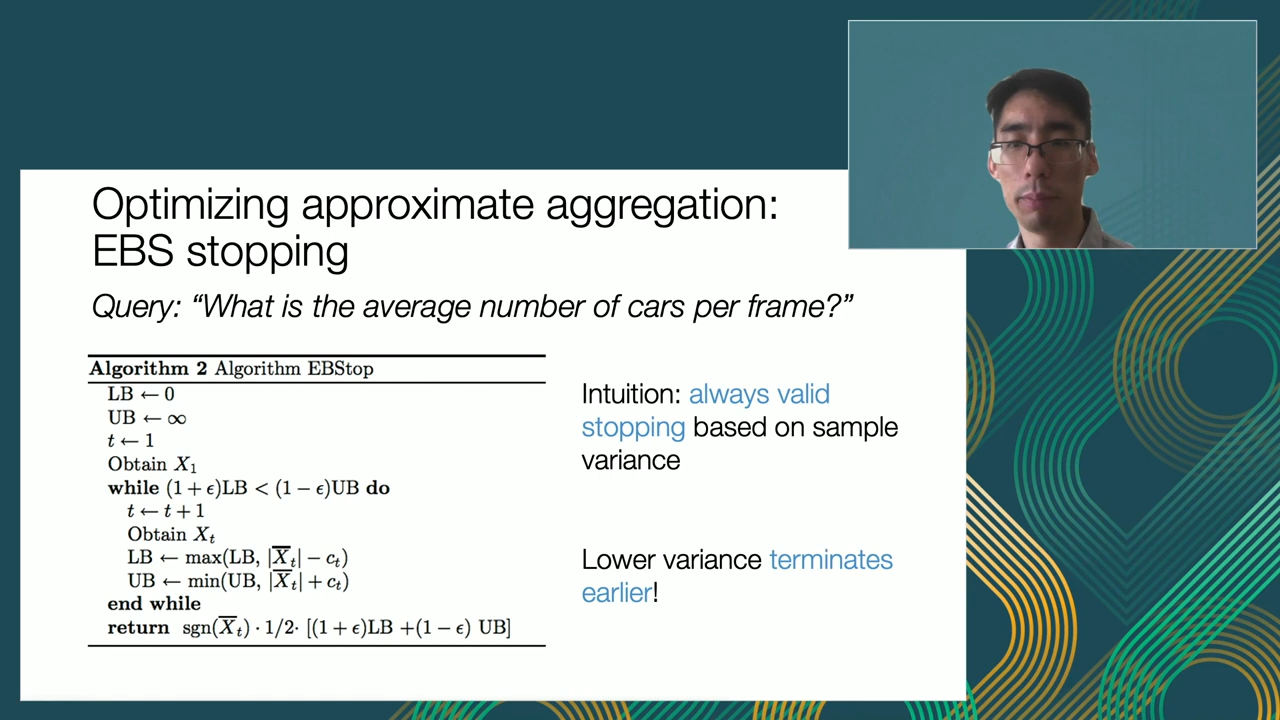 Optimizing approximate aggregation:
EBS stopping
Query: “What is the average number of cars per frame?”
Algorithm 2 Algorithm EBStop
LB ← 0
UB ← ∞
t ← 1
Obtain X₁
while (1 + ϵ)LB < (1 − ϵ)UB do
t ← t + 1
Obtain Xₜ
LB ← max(LB, |X̅ₜ| − cₜ)
UB ← min(UB, |X̅ₜ| + cₜ)
end while
return sgn(X̅ₜ) · 1/2· [(1 + ϵ)LB +(1 − ϵ) UB]
Intuition: always valid
stopping based on sample
variance
Lower variance terminates
earlier!